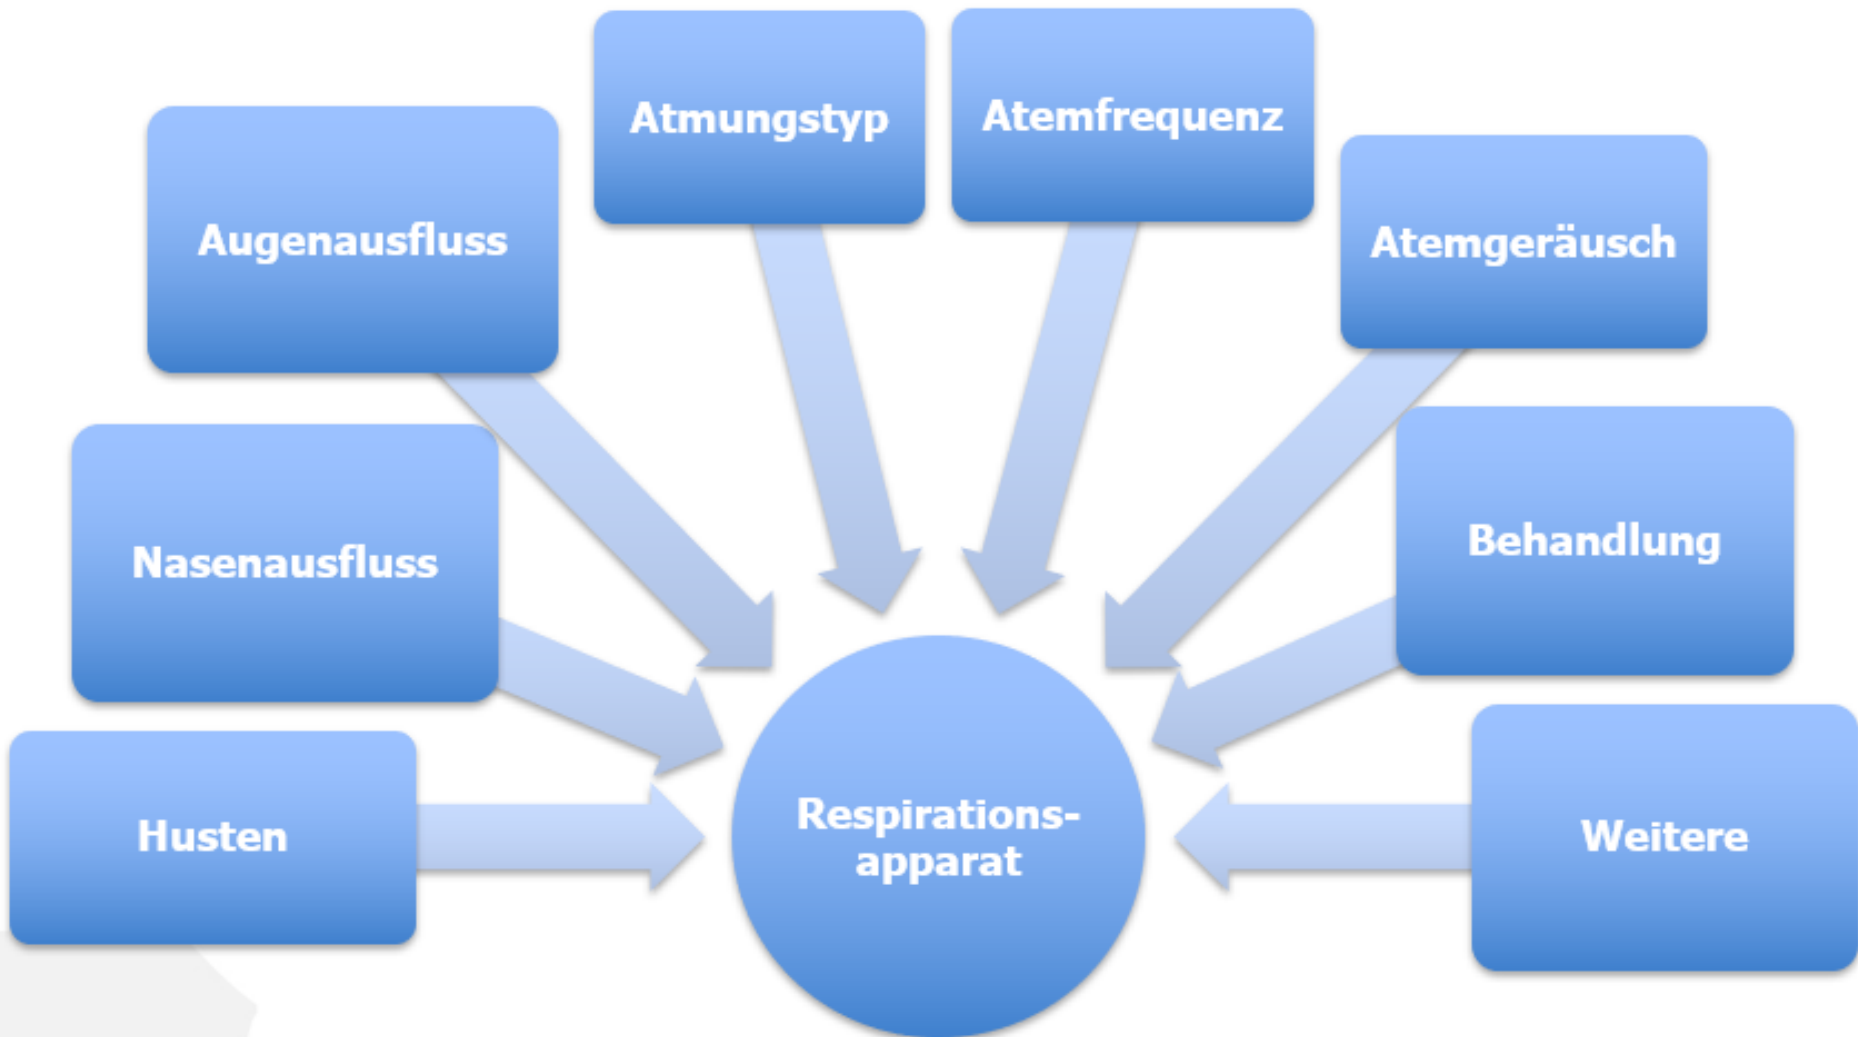 Atmungstyp
Atemfrequenz
Augenausfluss
Atemgeräusch
Nasenausfluss
Behandlung
Husten
Respirations-
apparat
Weitere